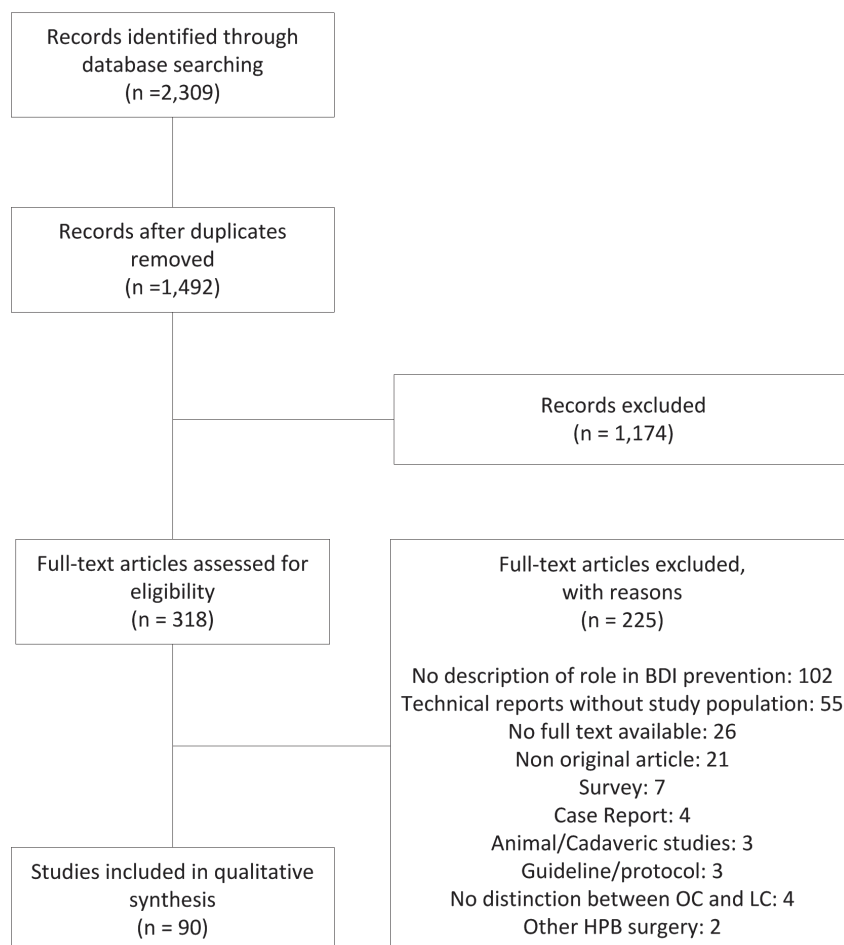 Records identified through
database searching
(n =2,309)
Records after duplicates
removed
(n =1,492)
Records excluded
(n = 1,174)
Full-text articles assessed for
eligibility
(n = 318)
Full-text articles excluded,
with reasons
(n = 225)
No description of role in BDI prevention: 102
Technical reports without study population: 55
No full text available: 26
Non original article: 21
Survey: 7
Case Report: 4
Animal/Cadaveric studies: 3
Guideline/protocol: 3
No distinction between OC and LC: 4
Other HPB surgery: 2
Studies included in qualitative
synthesis
(n = 90)